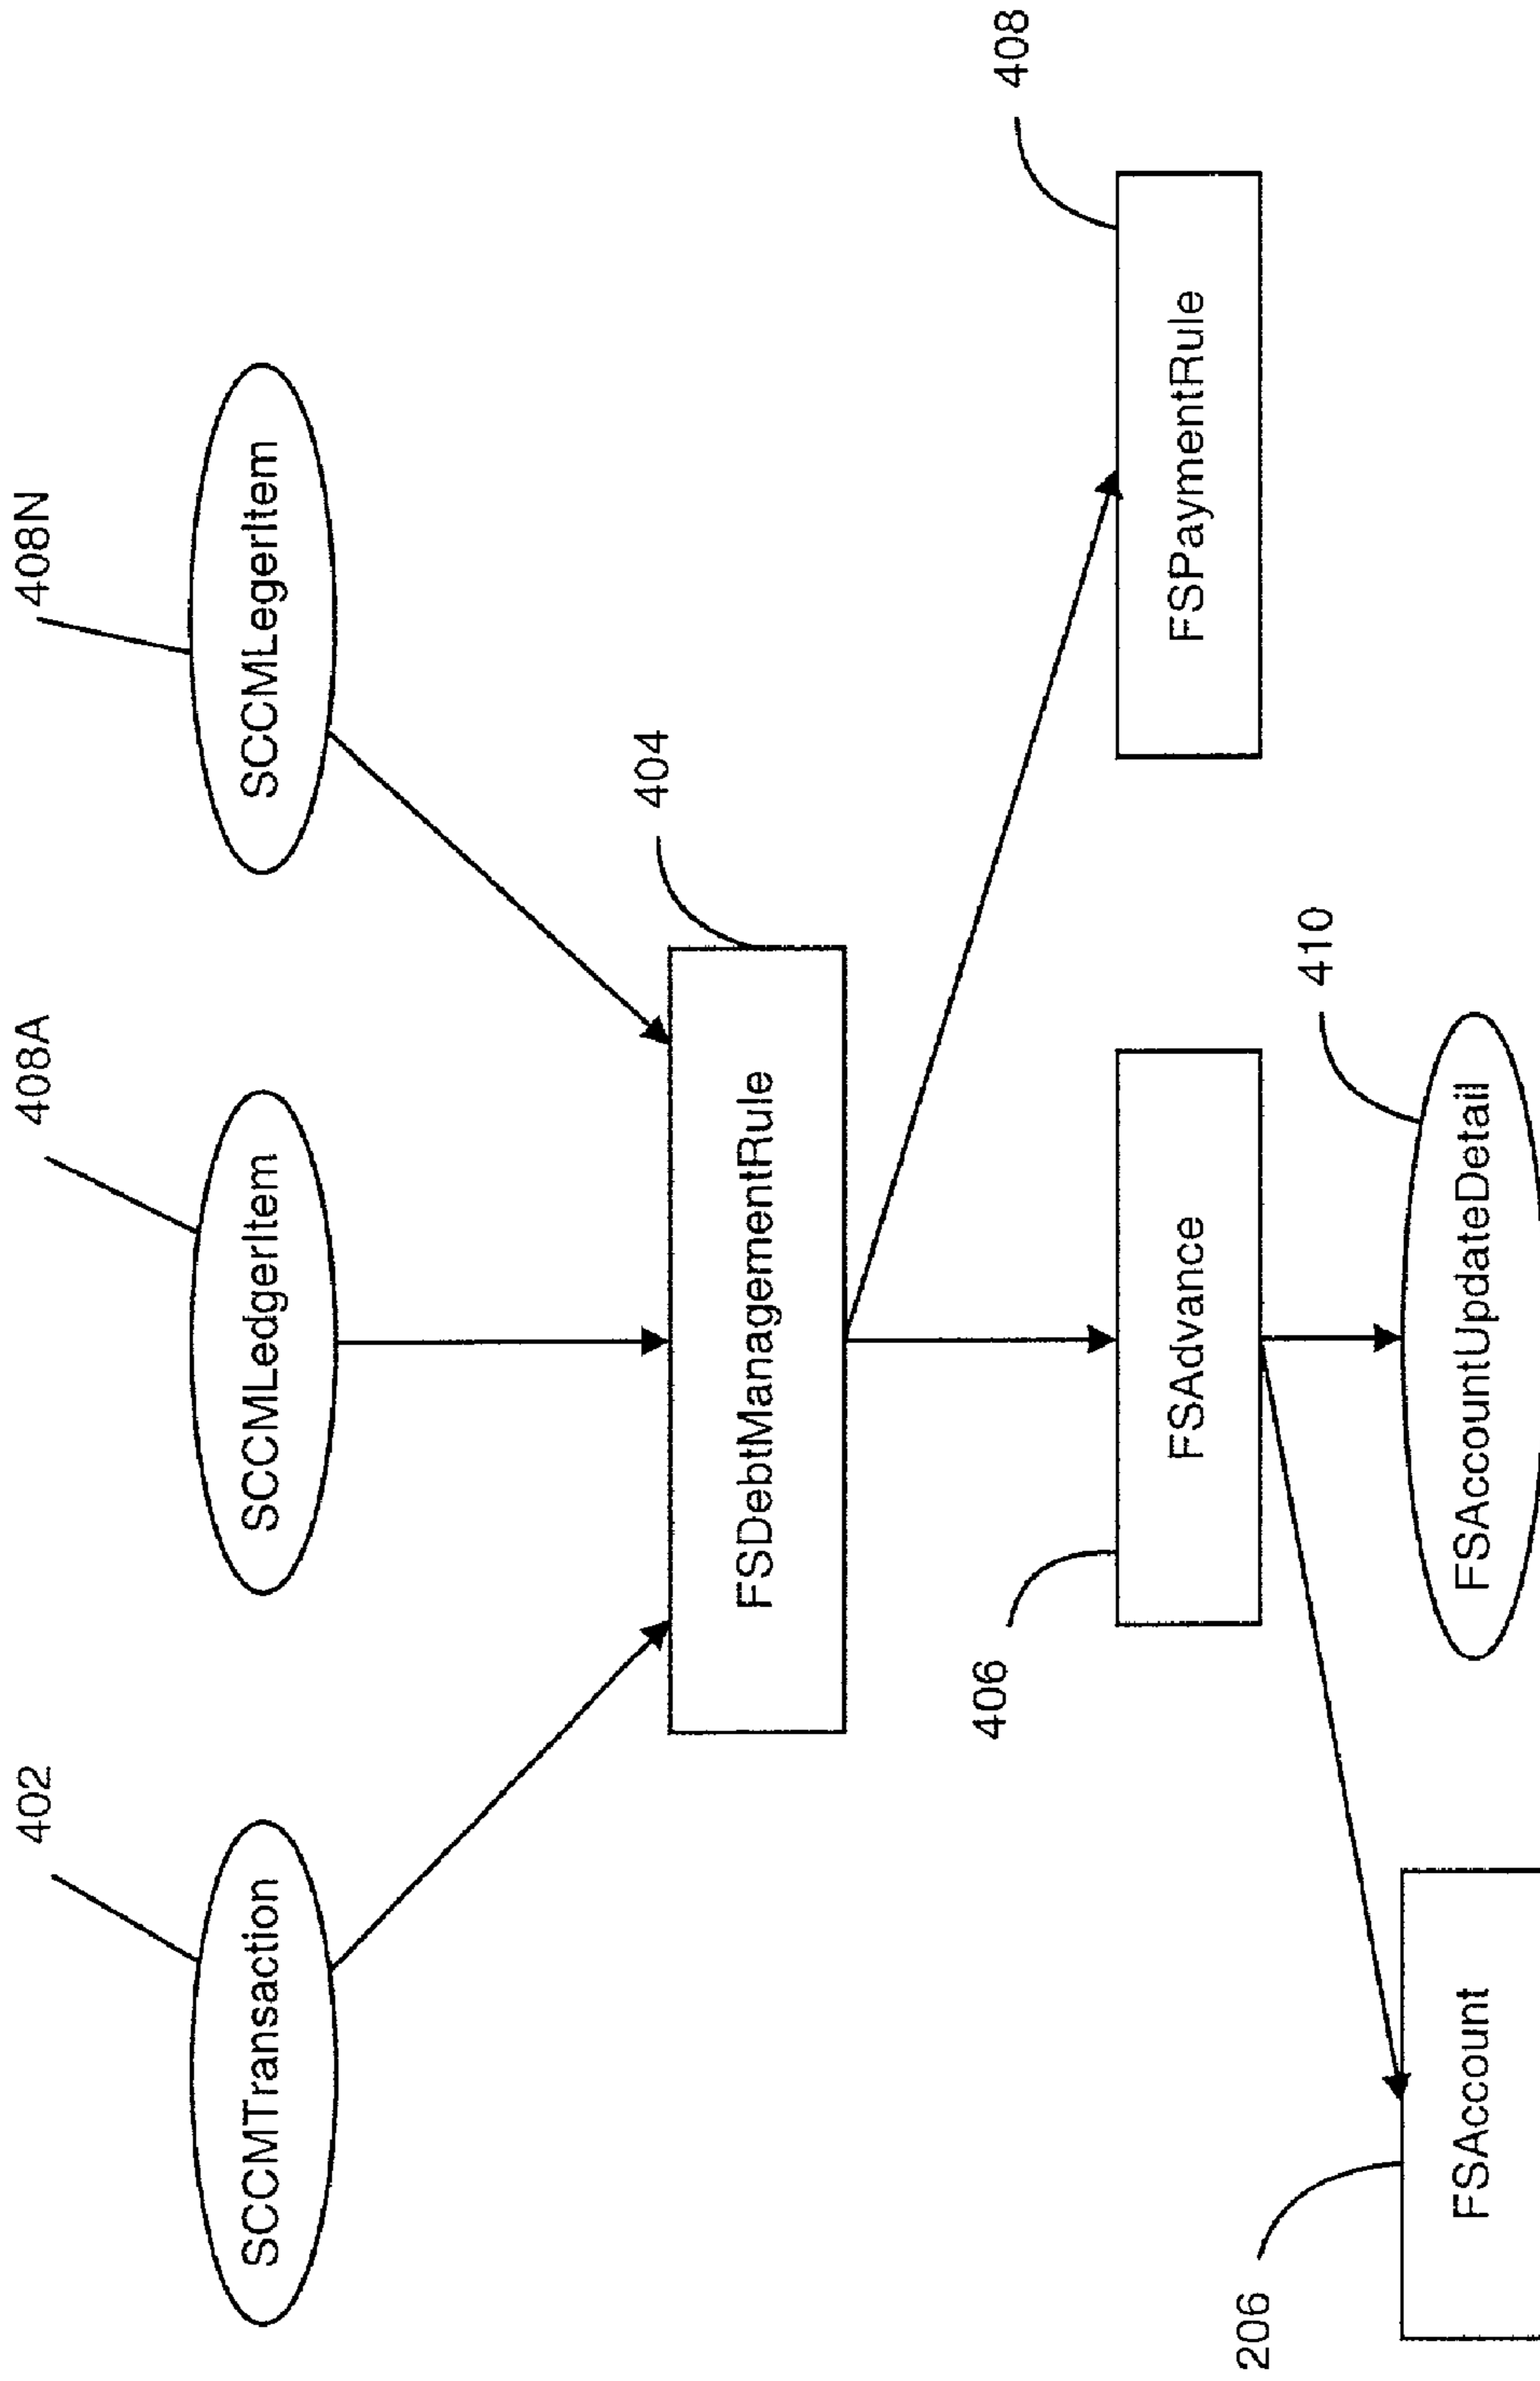 402
408A
408N
SCCMTransaction
SCCMLedgerItem
SCCMLegerItem
404
FSDebtManagementRule
406
408
FSAdvance
FSPaymentRule
206
410
FSAccount
FSAccountUpdateDetail